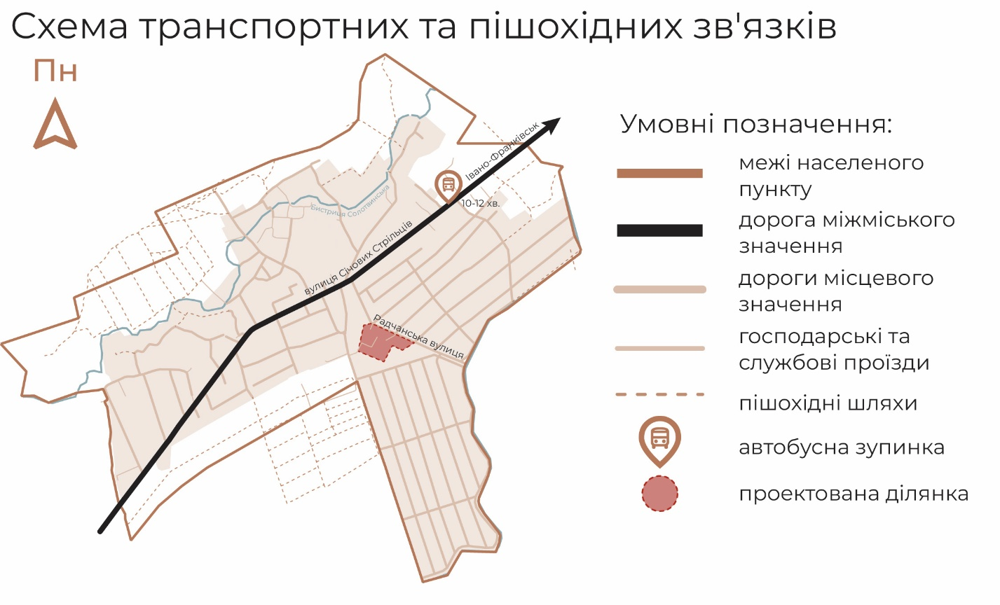 Схема транспортних та пішохідних зв'язків
Пн
Івано-Франківськ
10-12 хв.
Бистриця Солотвинська
вулиця Січових Стрільців
Радчанська вулиця
Умовні позначення:
межі населеного
пункту
дорога міжміського
значення
дороги місцевого
значення
господарські та
службові проїзди
пішохідні шляхи
автобусна зупинка
проектована ділянка